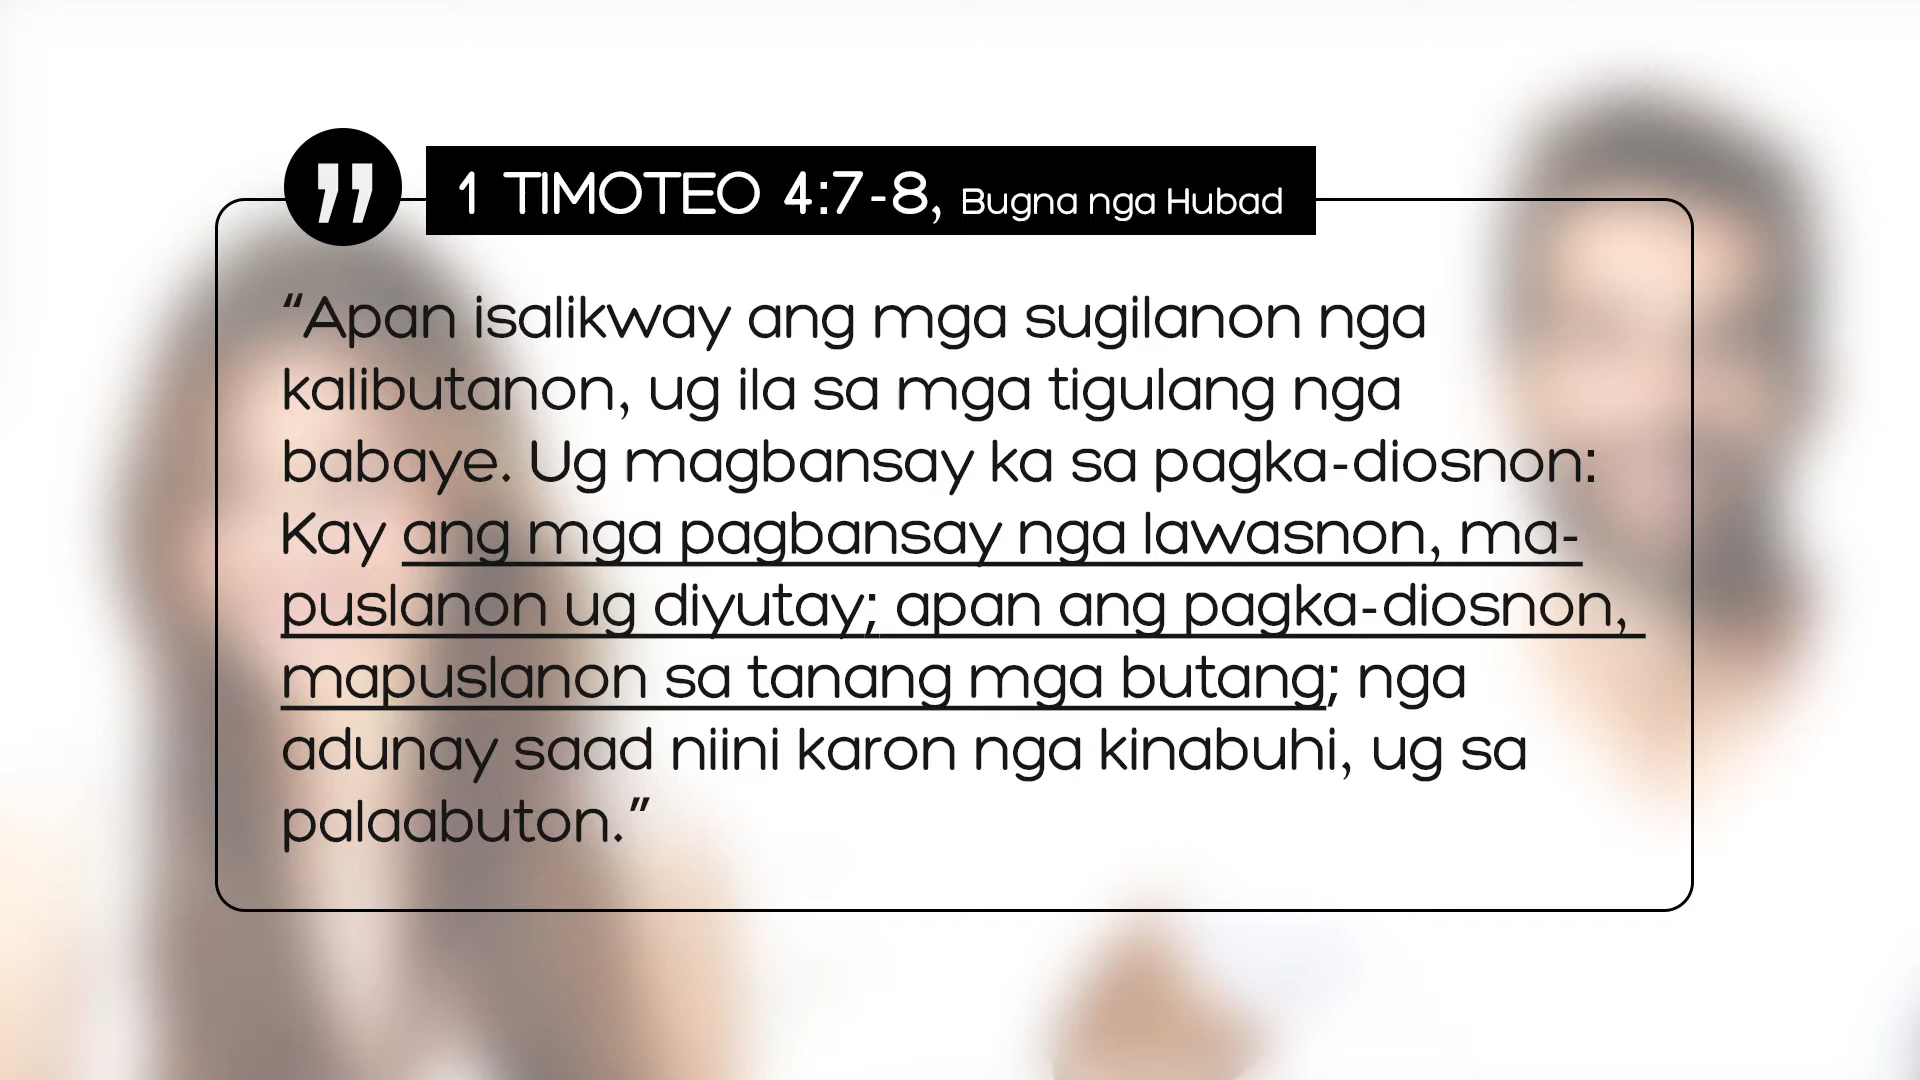 1 TIMOTEO 4:7-8, Bugna nga Hubad
“Apan isalikway ang mga sugilanon nga
kalibutanon, ug ila sa mga tigulang nga
babaye. Ug magbansay ka sa pagka-diosnon:
Kay ang mga pagbansay nga lawasnon, ma-
puslanon ug diyutay; apan ang pagka-diosnon,
mapuslanon sa tanang mga butang; nga
adunay saad niini karon nga kinabuhi, ug sa
palaabuton.”